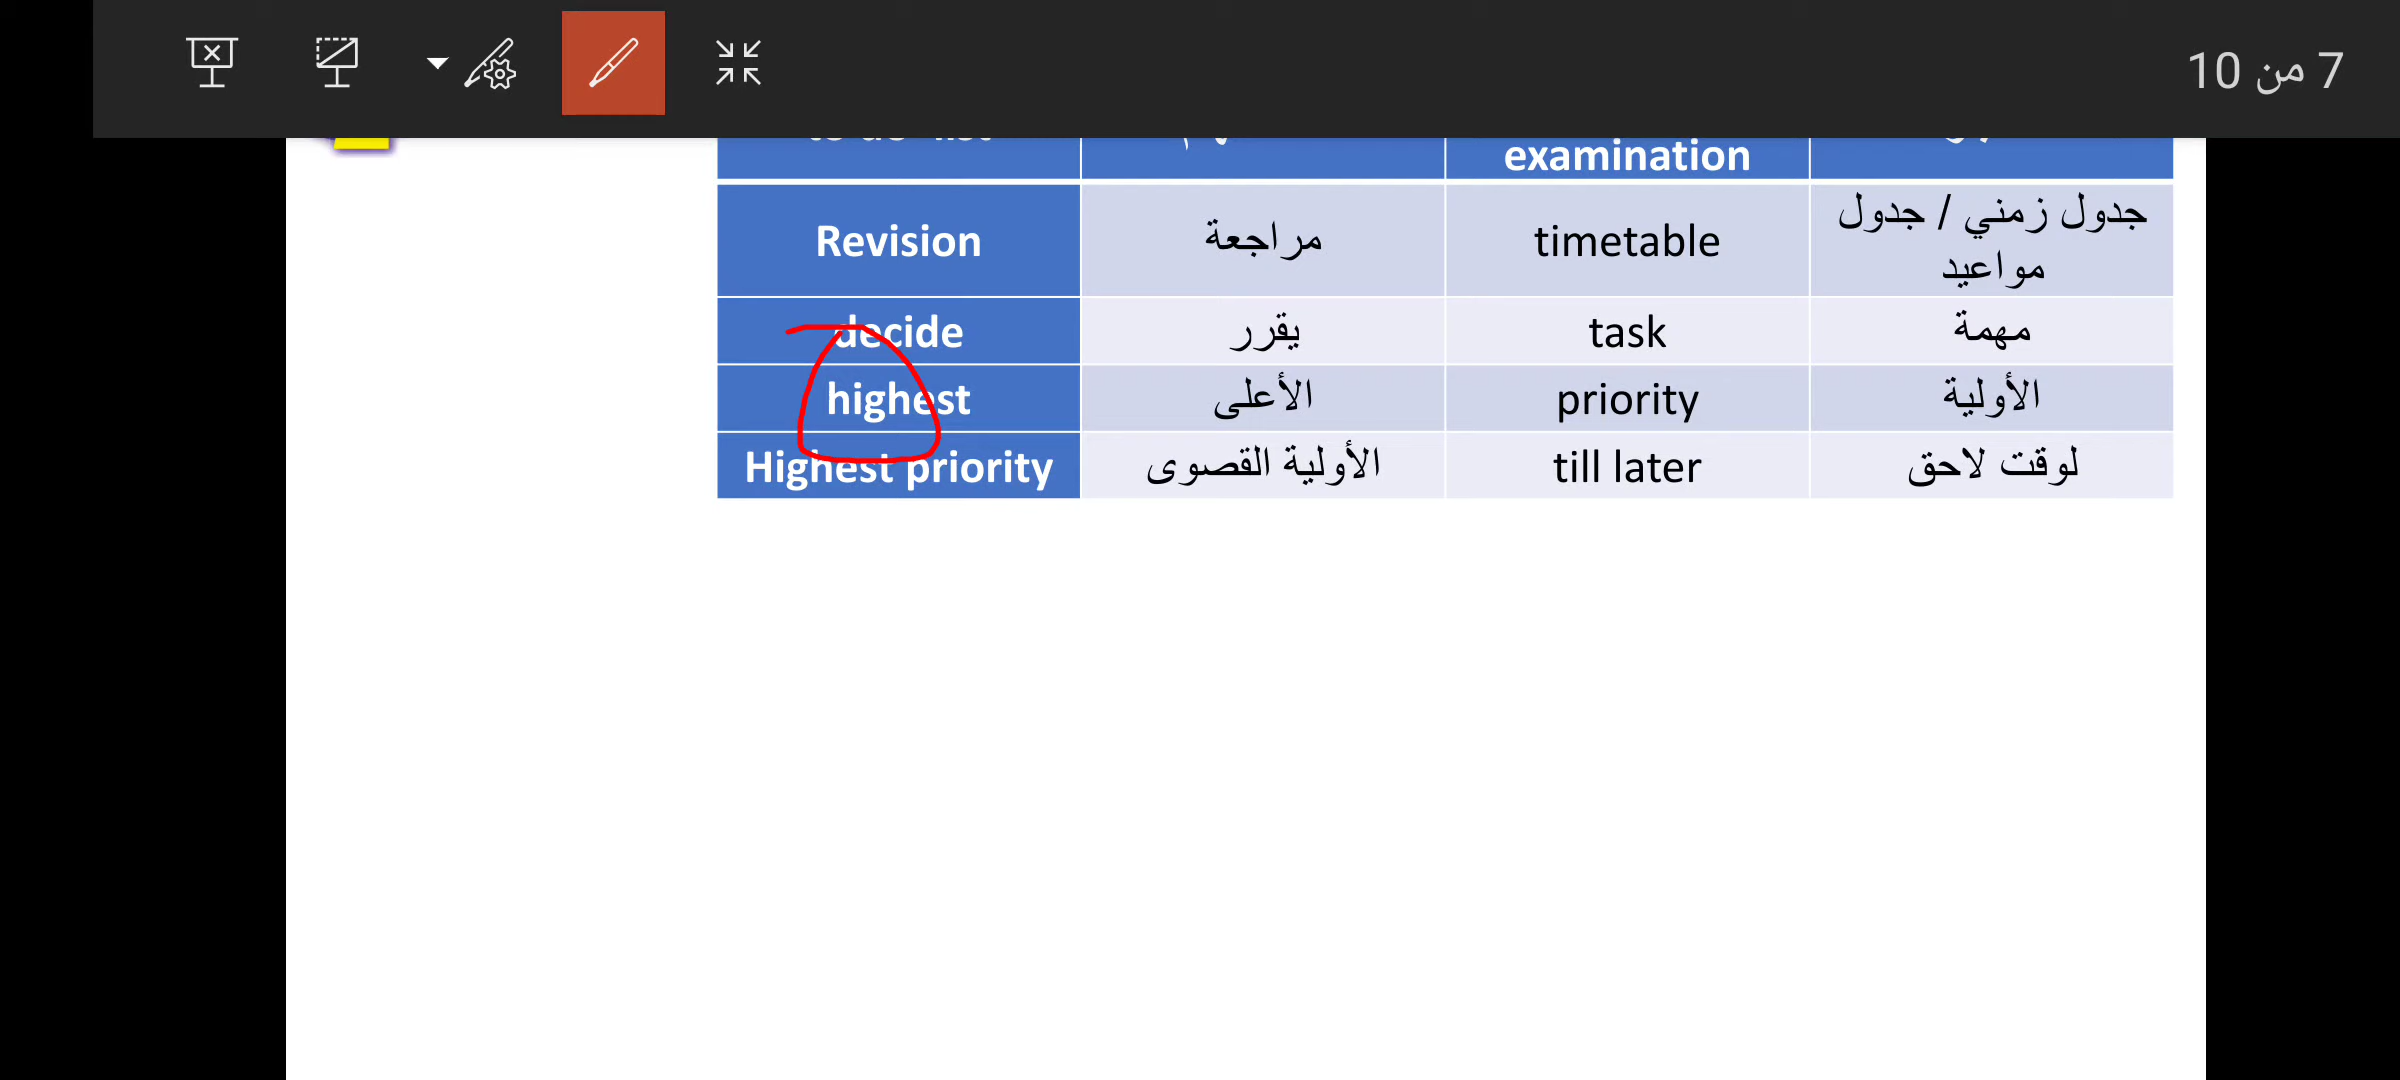 7 من 10
examination
Revision مراجعة timetable جدول زمني / جدول
مواعيد
decide يقرر task مهمة
highest الأعلى priority الأولية
Highest priority الأولية القصوى till later لوقت لاحق